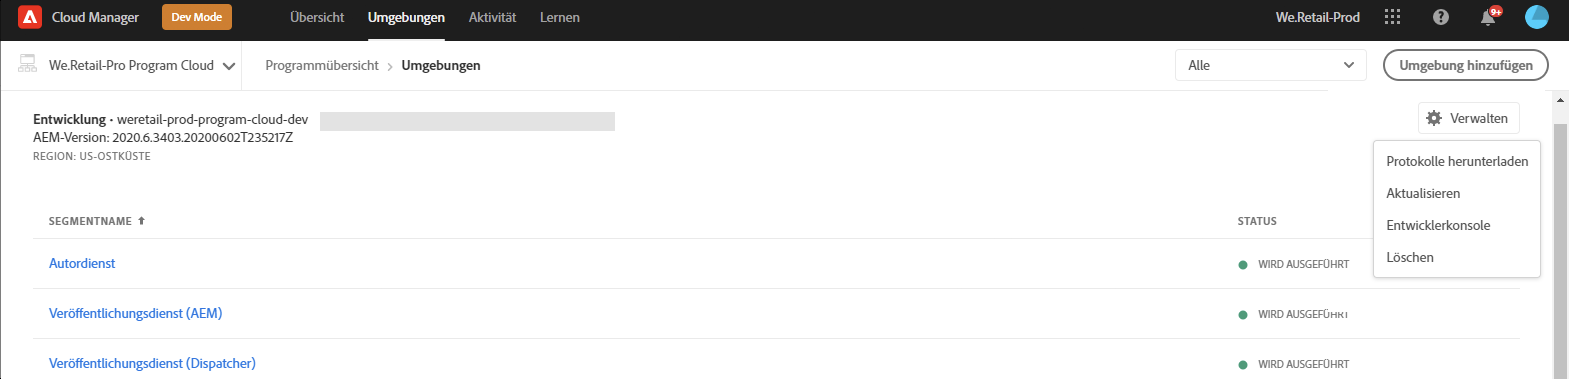 Cloud Manager Dev Mode Übersicht Umgebungen Aktivität Lernen We.Retail-Prod 9+
We.Retail-Pro Program Cloud Programmübersicht > Umgebungen Alle Umgebung hinzufügen
Entwicklung • weretail-prod-program-cloud-dev
AEM-Version: 2020.6.3403.20200602T235217Z
REGION: US-OSTKÜSTE
Verwalten
Protokolle herunterladen
Aktualisieren
Entwicklerkonsole
Löschen
SEGMENTNAME STATUS
Autordienst WIRD AUSGEFÜHRT
Veröffentlichungsdienst (AEM) WIRD AUSGEFÜHRT
Veröffentlichungsdienst (Dispatcher) WIRD AUSGEFÜHRT